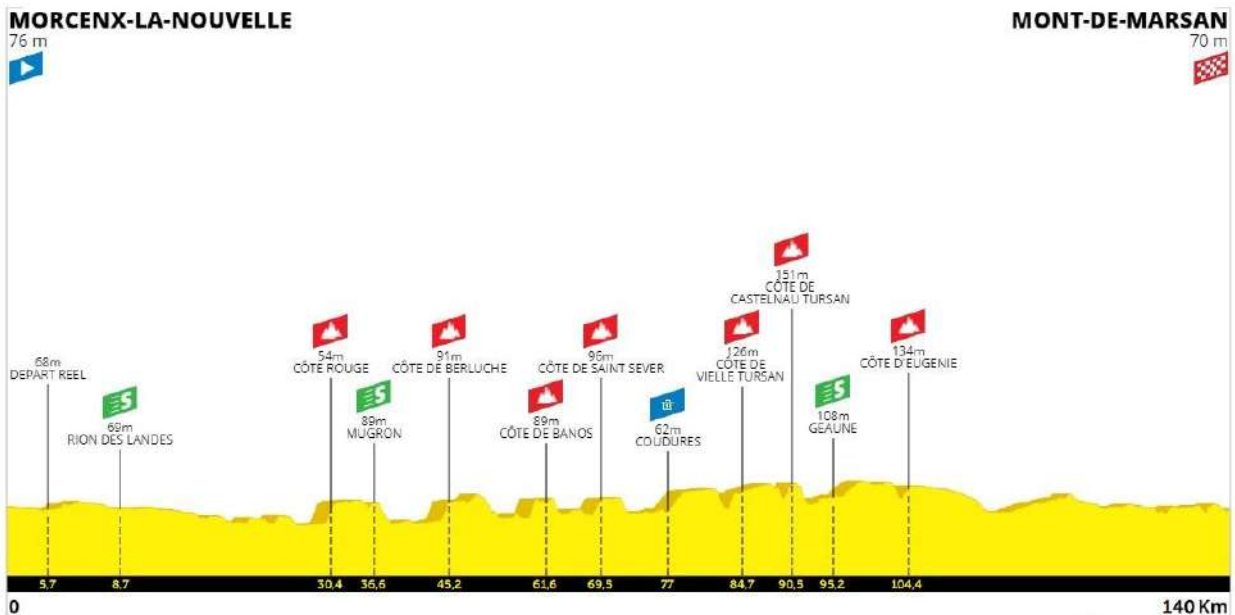 MORCENX-LA-NOUVELLE
76 m
MONT-DE-MARSAN
70 m
68m
DEPART REEL
S
69m
RION DES LANDES
54m
CÔTE ROUGE
S
89m
MUGRON
91m
CÔTE DE BERLUCHE
89m
CÔTE DE BANOS
96m
CÔTE DE SAINT SEVER
62m
COUDURES
126m
CÔTE DE
VIELLE TURSAN
151m
CÔTE DE
CASTELNAU TURSAN
S
108m
GEAUNE
134m
CÔTE D'EUGENIE
5,7 8,7 30,4 36,6 45,2 61,6 69,5 77 84,7 90,5 95,2 104,4
0 140 Km